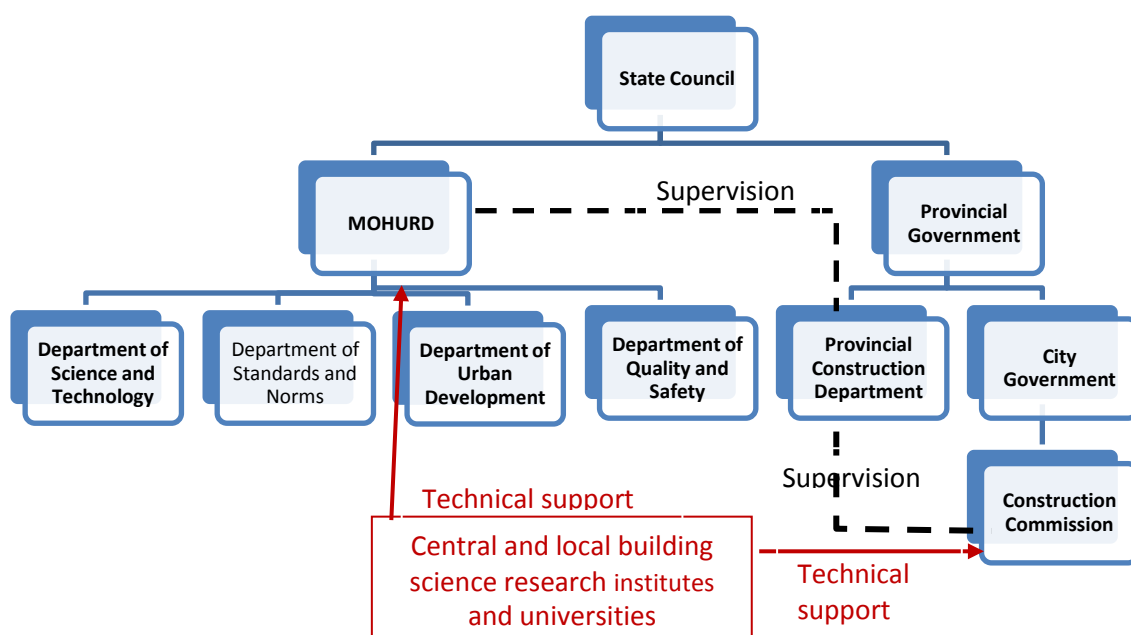 State Council
Supervision
MOHURD
Provincial
Government
Department of
Science and
Technology
Department of
Standards and
Norms
Department of
Urban
Development
Department of
Quality and
Safety
Provincial
Construction
Department
City
Government
Supervision
Construction
Commission
Technical support
Central and local building
science research institutes
and universities
Technical
support